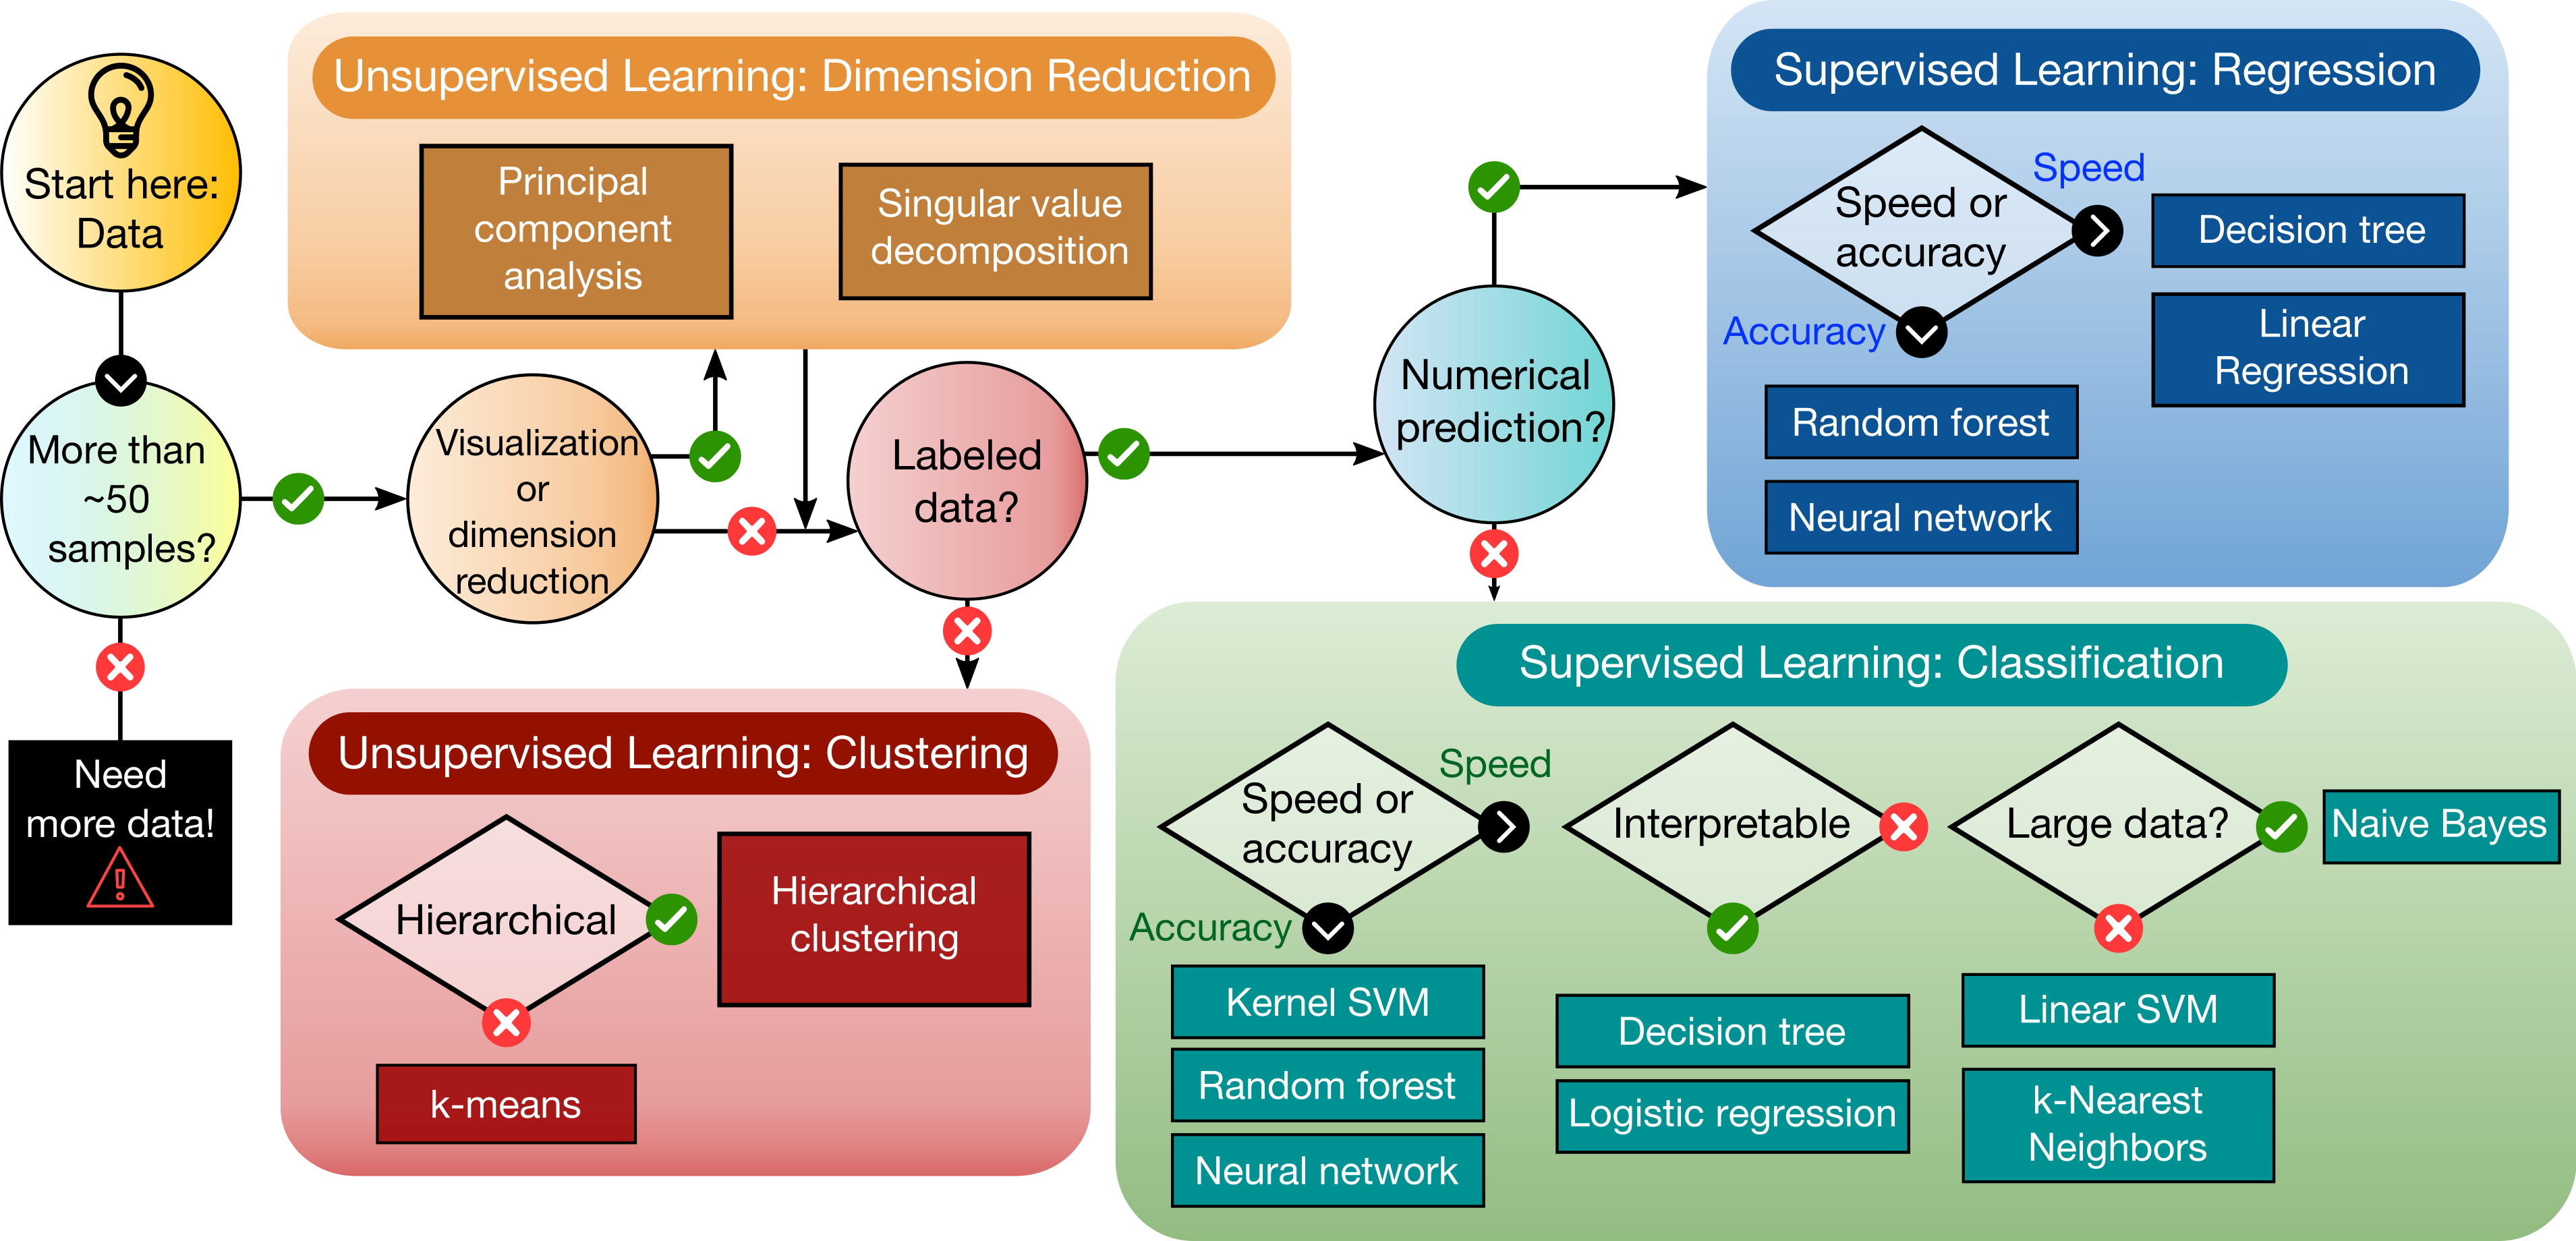 Start here:
Data
More than
~50
samples?
Need
more data!
Unsupervised Learning: Dimension Reduction
Principal
component
analysis
Singular value
decomposition
Visualization
or
dimension
reduction
Labeled
data?
Unsupervised Learning: Clustering
Hierarchical
Hierarchical
clustering
k-means
Numerical
prediction?
Supervised Learning: Regression
Speed or
accuracy
Speed
Accuracy
Decision tree
Linear
Regression
Random forest
Neural network
Supervised Learning: Classification
Speed or
accuracy
Speed
Accuracy
Kernel SVM
Random forest
Neural network
Interpretable
Decision tree
Logistic regression
Large data?
Naive Bayes
Linear SVM
k-Nearest
Neighbors